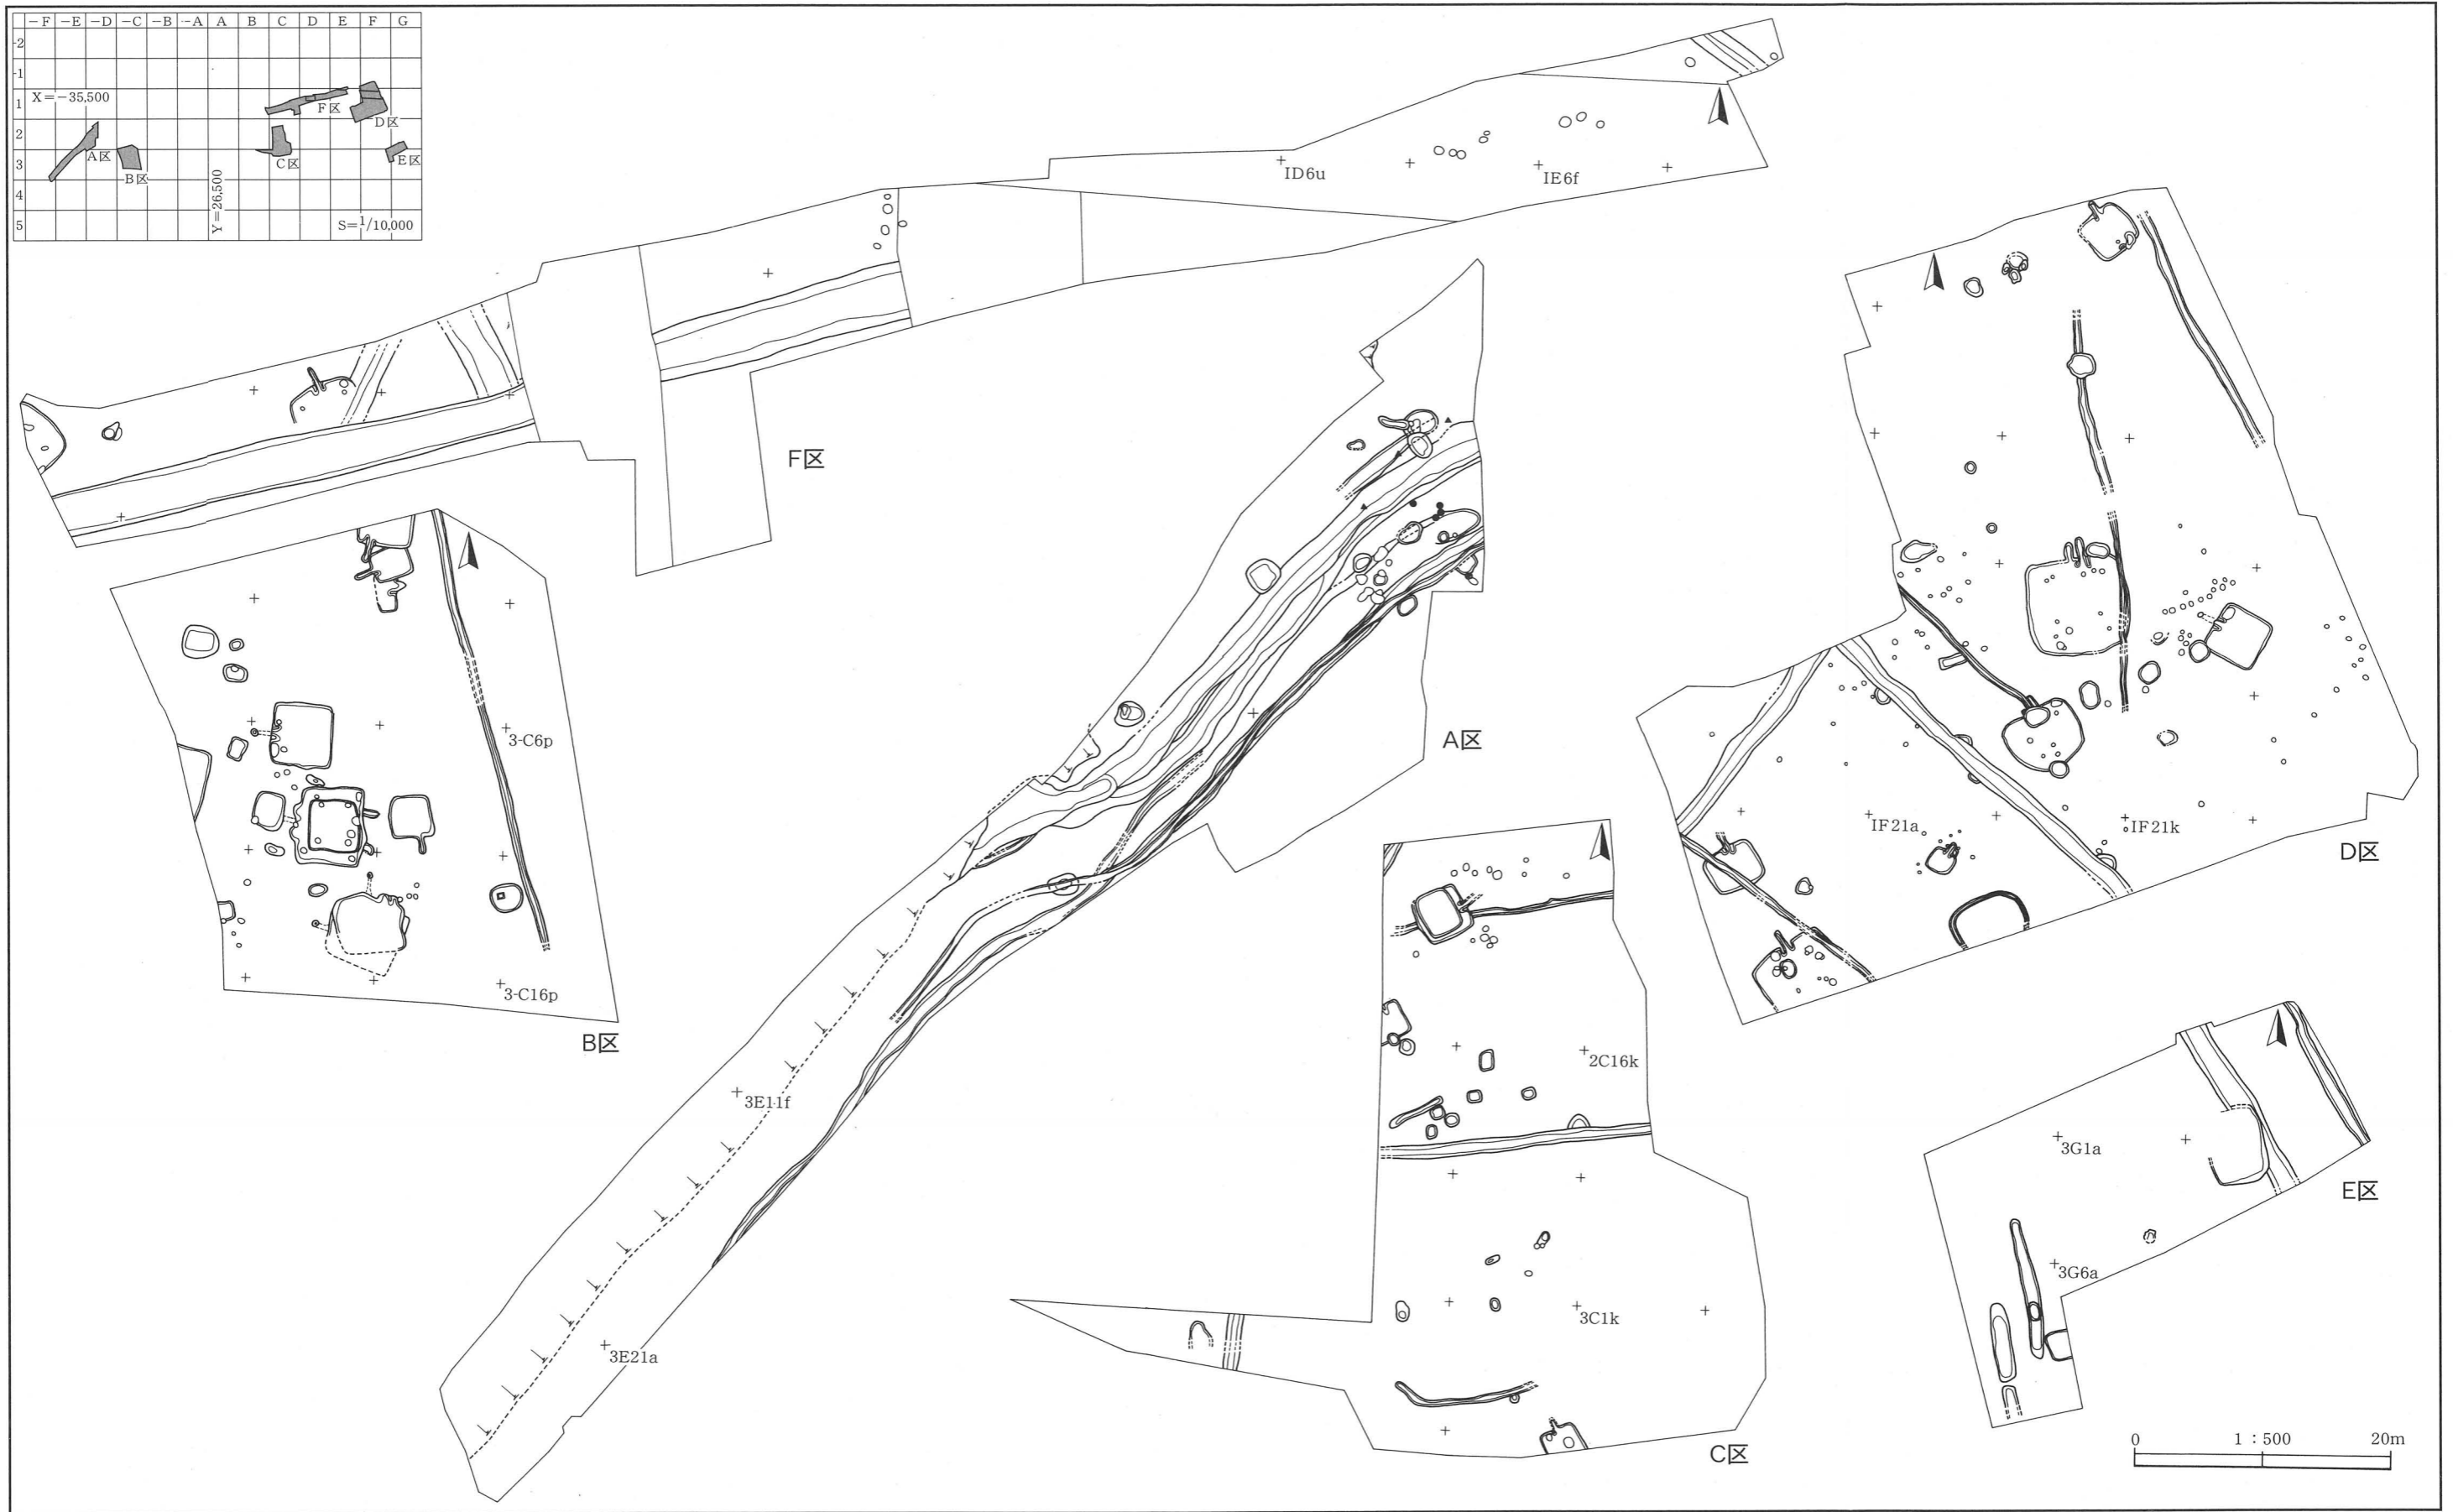 -F -E -D -C -B -A A B C D E F G
-2
-1
1
2
3
4
5
X=-35,500
Y=26,500
F区
D区
A区
B区
C区
E区
S=1/10,000
ID6u
IE6f
F区
A区
3-C6p
3-C16p
B区
IF21a
IF21k
D区
3E11f
2C16k
3G1a
E区
3G6a
3C1k
3E21a
C区
0 1:500 20m